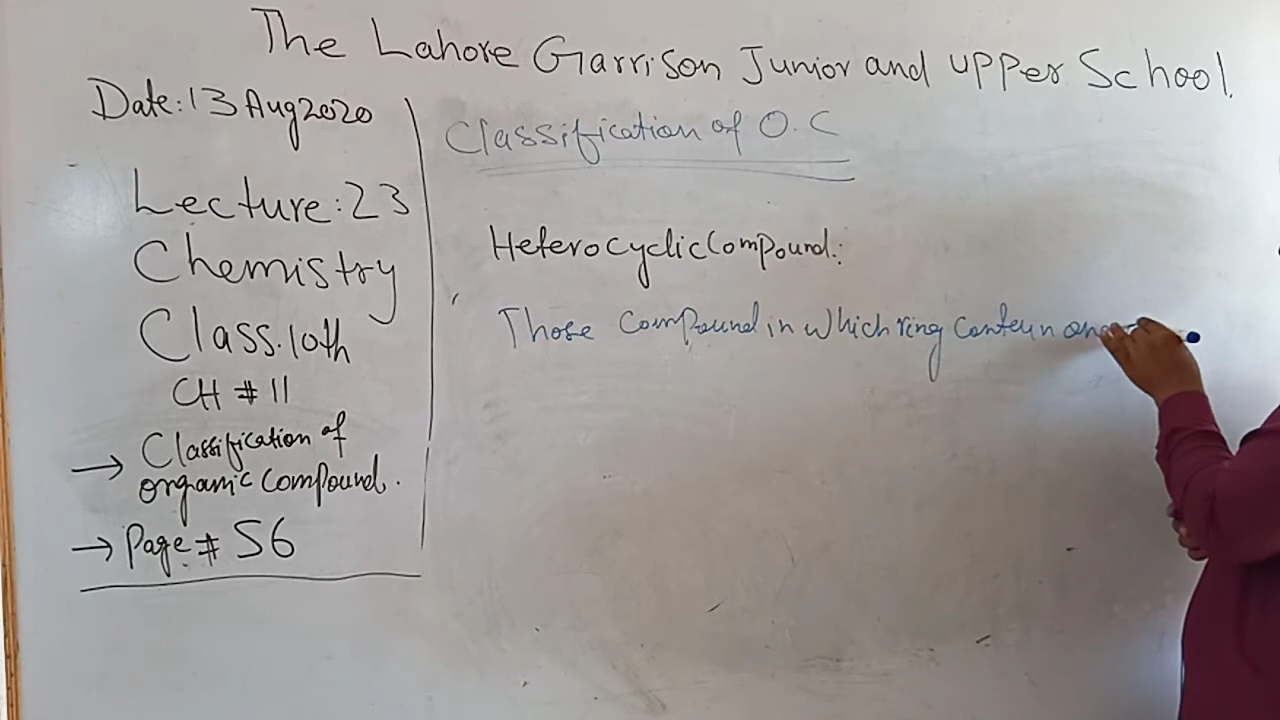 The Lahore Garrison Junior and upper School.
Date: 13 Aug 2020
Lecture: 23
Chemistry
Class.10th
CH # 11
→ Classification of
organic Compound.
→ Page # 56
Classification of O.C
Heterocyclic Compound:
Those Compound in which ring contain one